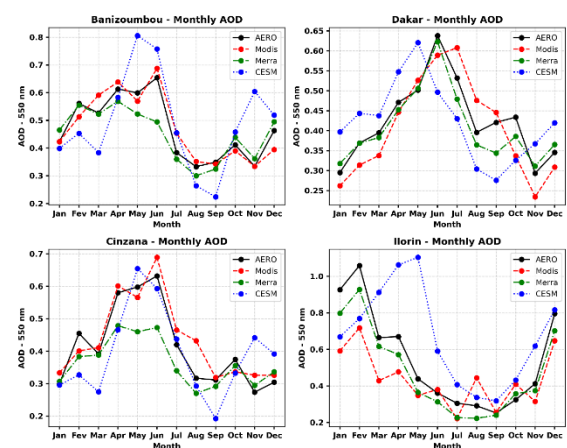 Banizoumbou - Monthly AOD
AERO
Modis
Merra
CESM
AOD - 550 nm
0.8
0.7
0.6
0.5
0.4
0.3
0.2
Jan Fev Mar Apr May Jun Jul Aug Sep Oct Nov Dec
Month
Dakar - Monthly AOD
AERO
Modis
Merra
CESM
AOD - 550 nm
0.65
0.60
0.55
0.50
0.45
0.40
0.35
0.30
0.25
Jan Fev Mar Apr May Jun Jul Aug Sep Oct Nov Dec
Month
Cinzana - Monthly AOD
AERO
Modis
Merra
CESM
AOD - 550 nm
0.7
0.6
0.5
0.4
0.3
0.2
Jan Fev Mar Apr May Jun Jul Aug Sep Oct Nov Dec
Month
Ilorin - Monthly AOD
AERO
Modis
Merra
CESM
AOD - 550 nm
1.0
0.8
0.6
0.4
0.2
Jan Fev Mar Apr May Jun Jul Aug Sep Oct Nov Dec
Month